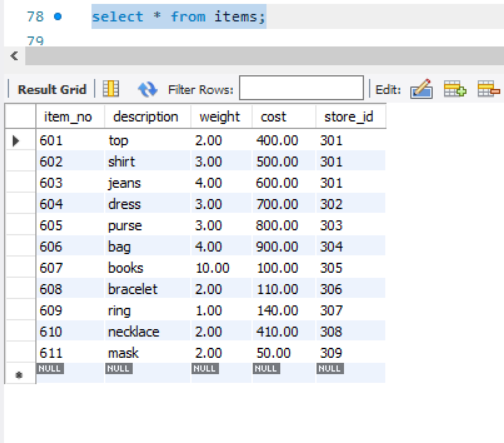 78 select * from items;
79
Result Grid Filter Rows: Edit:
item_no description weight cost store_id
601 top 2.00 400.00 301
602 shirt 3.00 500.00 301
603 jeans 4.00 600.00 301
604 dress 3.00 700.00 302
605 purse 3.00 800.00 303
606 bag 4.00 900.00 304
607 books 10.00 100.00 305
608 bracelet 2.00 110.00 306
609 ring 1.00 140.00 307
610 necklace 2.00 410.00 308
611 mask 2.00 50.00 309
NULL NULL NULL NULL NULL